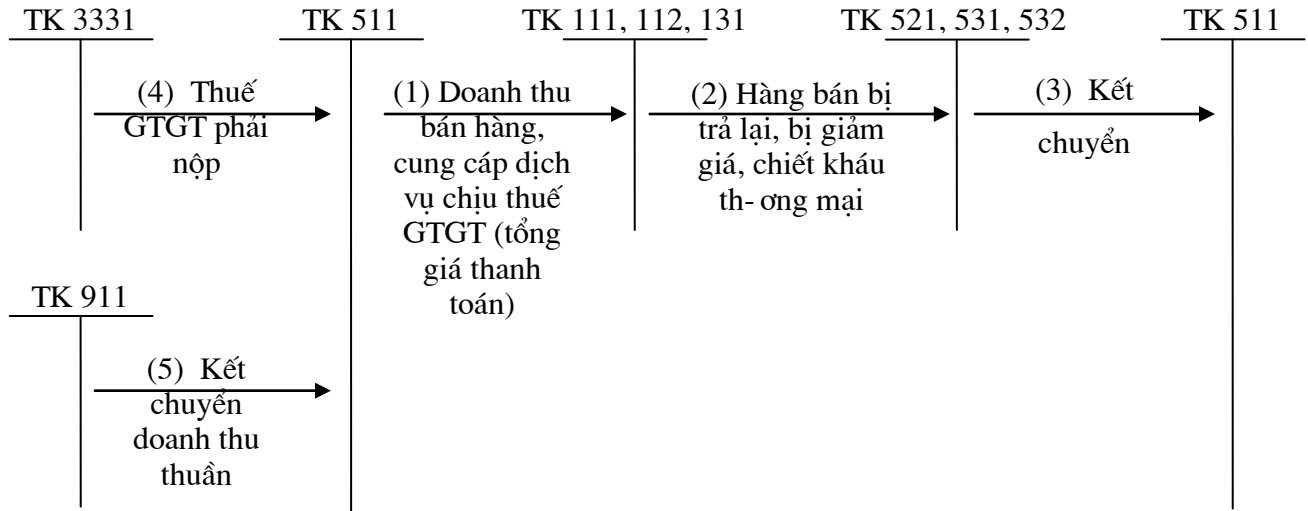 TK 3331 TK 511 TK 111, 112, 131 TK 521, 531, 532 TK 511
(4) Thuế
GTGT phải
nộp
(1) Doanh thu
bán hàng,
cung cáp dịch
vụ chịu thuế
GTGT (tổng
giá thanh
toán)
(2) Hàng bán bị
trả lại, bị giảm
giá, chiết kháu
th- ơng mại
(3) Kết
chuyển
TK 911
(5) Kết
chuyển
doanh thu
thuần